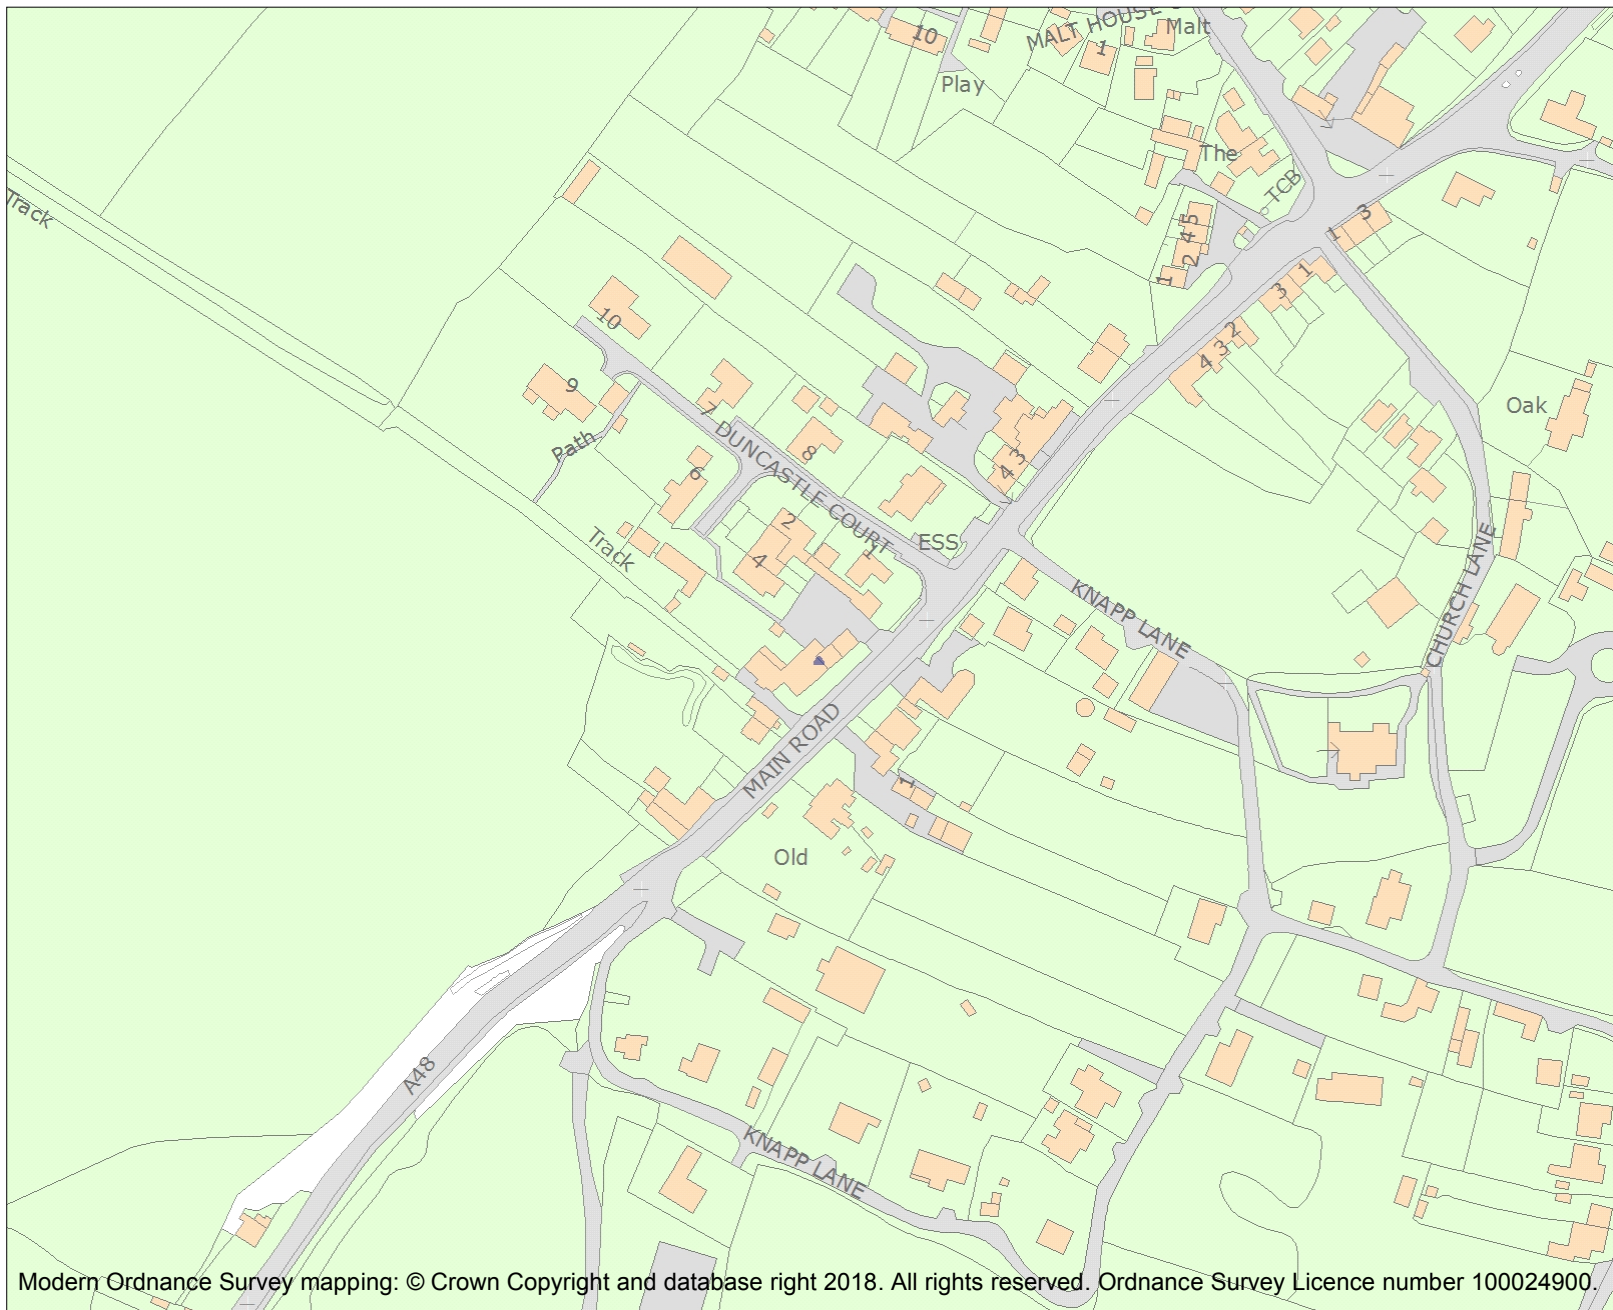 MALT HOUSE
Malt
10
1
Play
The
TCB
Track
3
1
2 4 5
1
1
3
2
4 3
10
9
7
8
Oak
DUNCASTLE COURT
Path
6
4 3
2
1
4
ESS
Track
KNAPP LANE
CHURCH LANE
MAIN ROAD
1
Old
A48
KNAPP LANE
Modern Ordnance Survey mapping: © Crown Copyright and database right 2018. All rights reserved. Ordnance Survey Licence number 100024900.